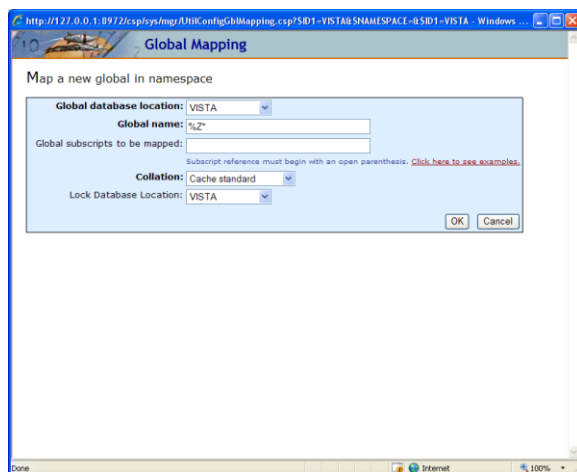 http://127.0.0.1:8972/csp/sys/mgr/UtilConfigGblMapping.csp?$ID1=VISTA&$NAMESPACE=&$ID1=VISTA - Windows ...
Global Mapping
Map a new global in namespace
Global database location: VISTA
Global name: %Z*
Global subscripts to be mapped:
Subscript reference must begin with an open parenthesis. Click here to see examples.
Collation: Cache standard
Lock Database Location: VISTA
OK Cancel
Done Internet 100%